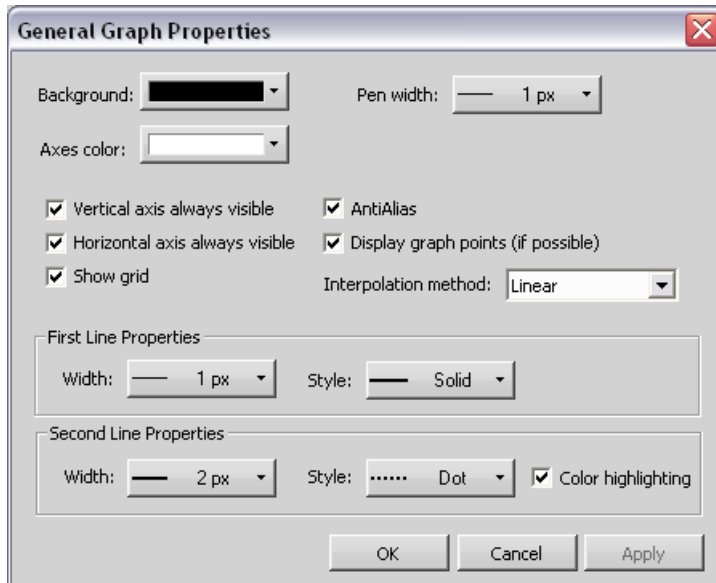 General Graph Properties
Background:
Pen width: 1 px
Axes color:
Vertical axis always visible
AntiAlias
Horizontal axis always visible
Display graph points (if possible)
Show grid
Interpolation method: Linear
First Line Properties
Width: 1 px Style: Solid
Second Line Properties
Width: 2 px Style: Dot Color highlighting
OK Cancel Apply